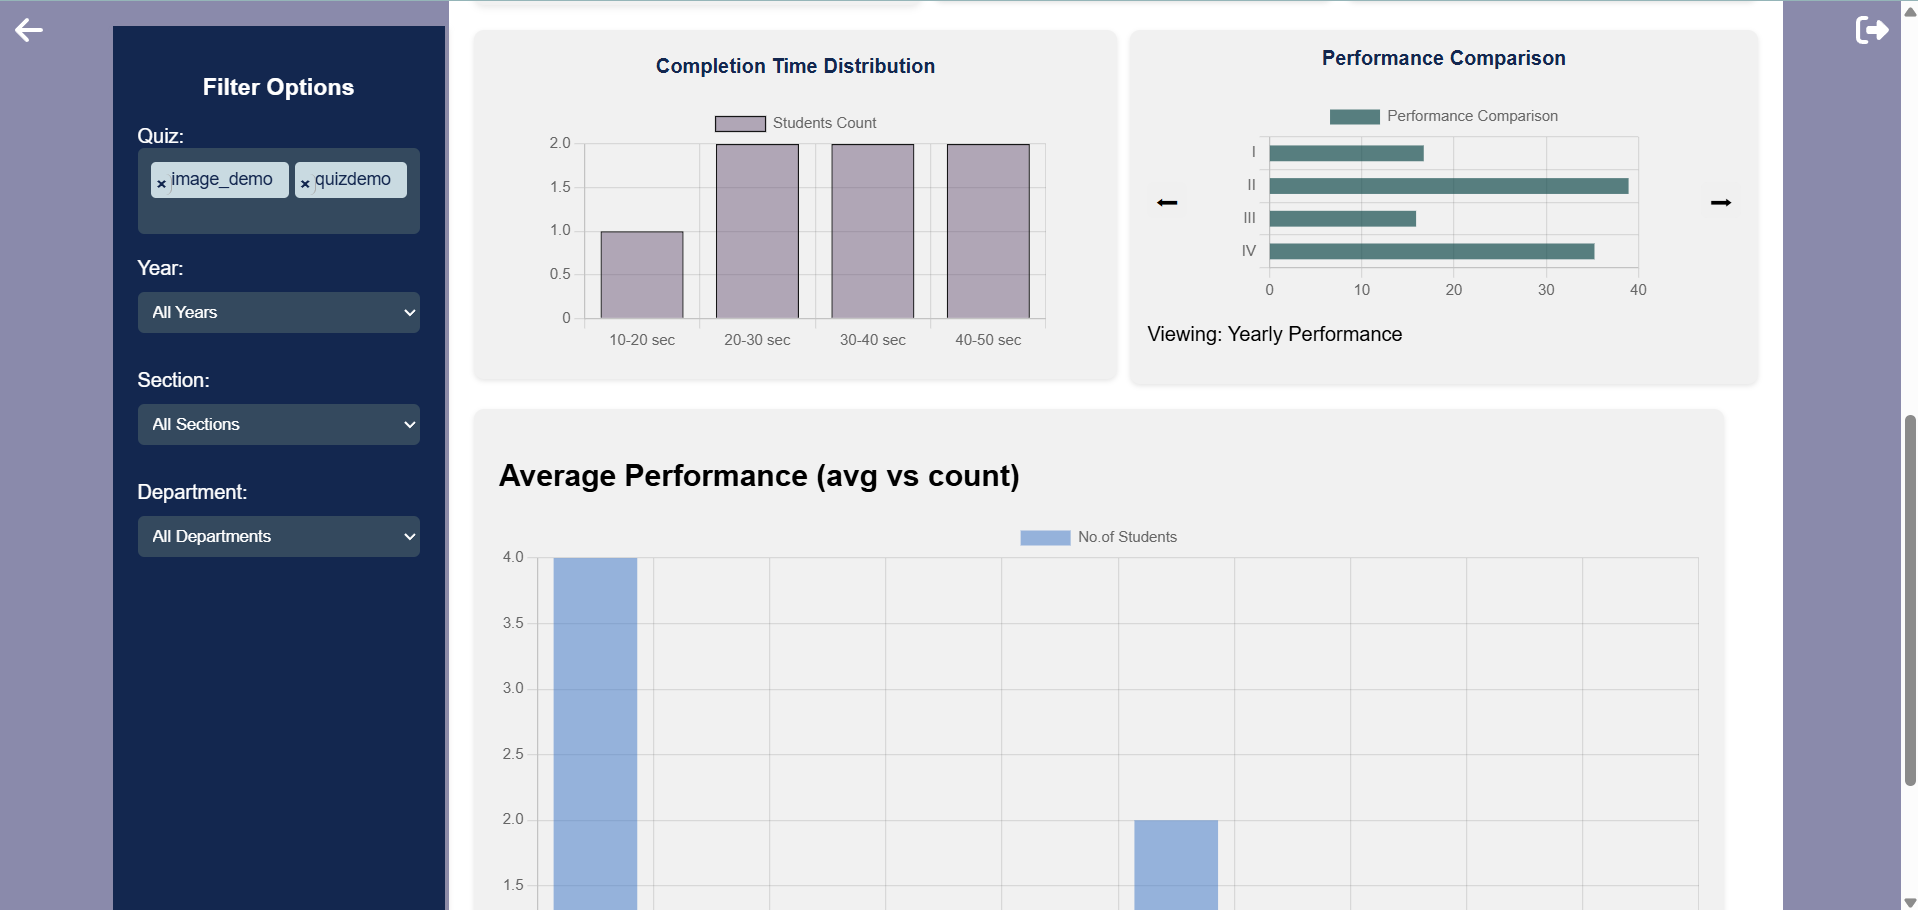 Filter Options
Quiz:
× image_demo × quizdemo
Year:
All Years
Section:
All Sections
Department:
All Departments
Completion Time Distribution
Students Count
2.0
1.5
1.0
0.5
0
10-20 sec 20-30 sec 30-40 sec 40-50 sec
Performance Comparison
Performance Comparison
I
II
III
IV
0 10 20 30 40
Viewing: Yearly Performance
Average Performance (avg vs count)
No.of Students
4.0
3.5
3.0
2.5
2.0
1.5